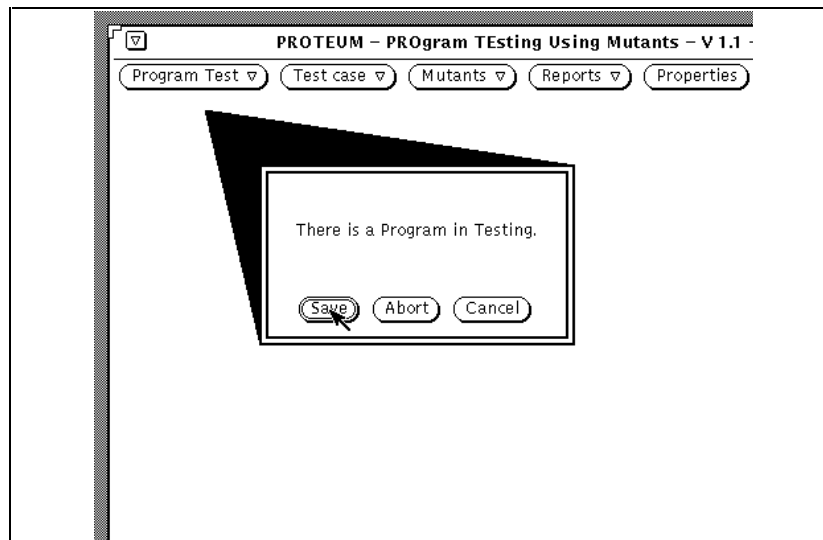 PROTEUM – PROgram TEsting Using Mutants – V 1.1 -
Program Test Test case Mutants Reports Properties
There is a Program in Testing.
Save Abort Cancel